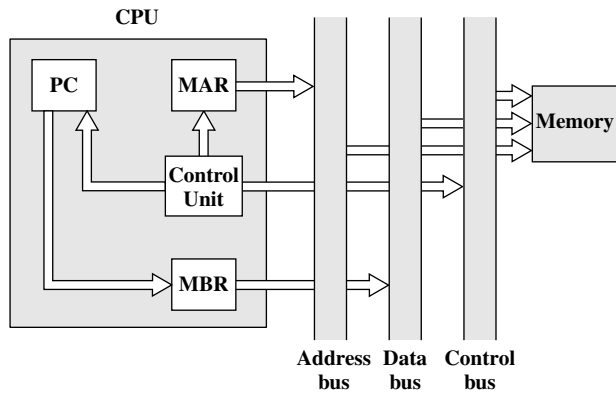 CPU
PC
MAR
Memory
Control
Unit
MBR
Address
bus
Data
bus
Control
bus